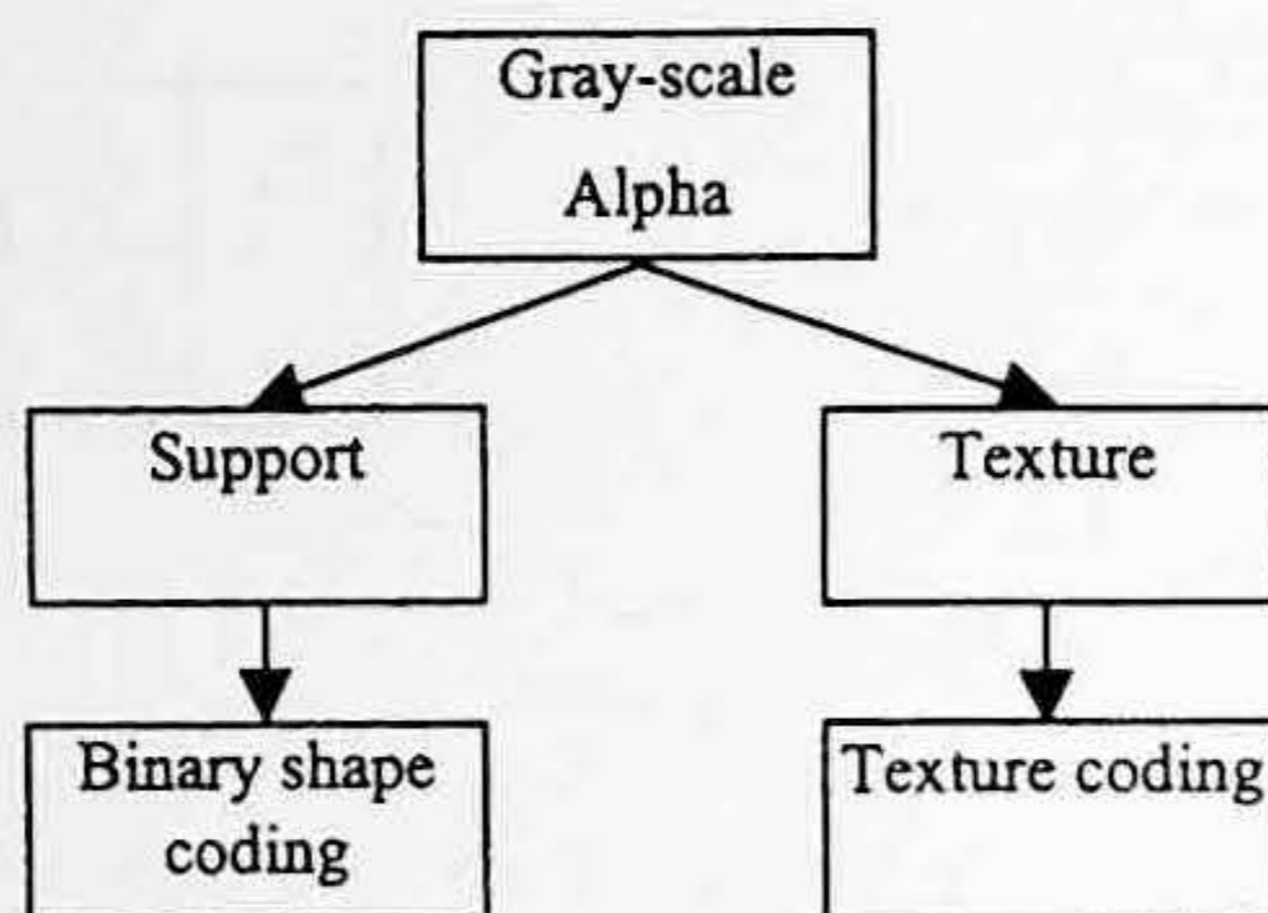 Gray-scale
Alpha
Support
Texture
Binary shape
coding
Texture coding